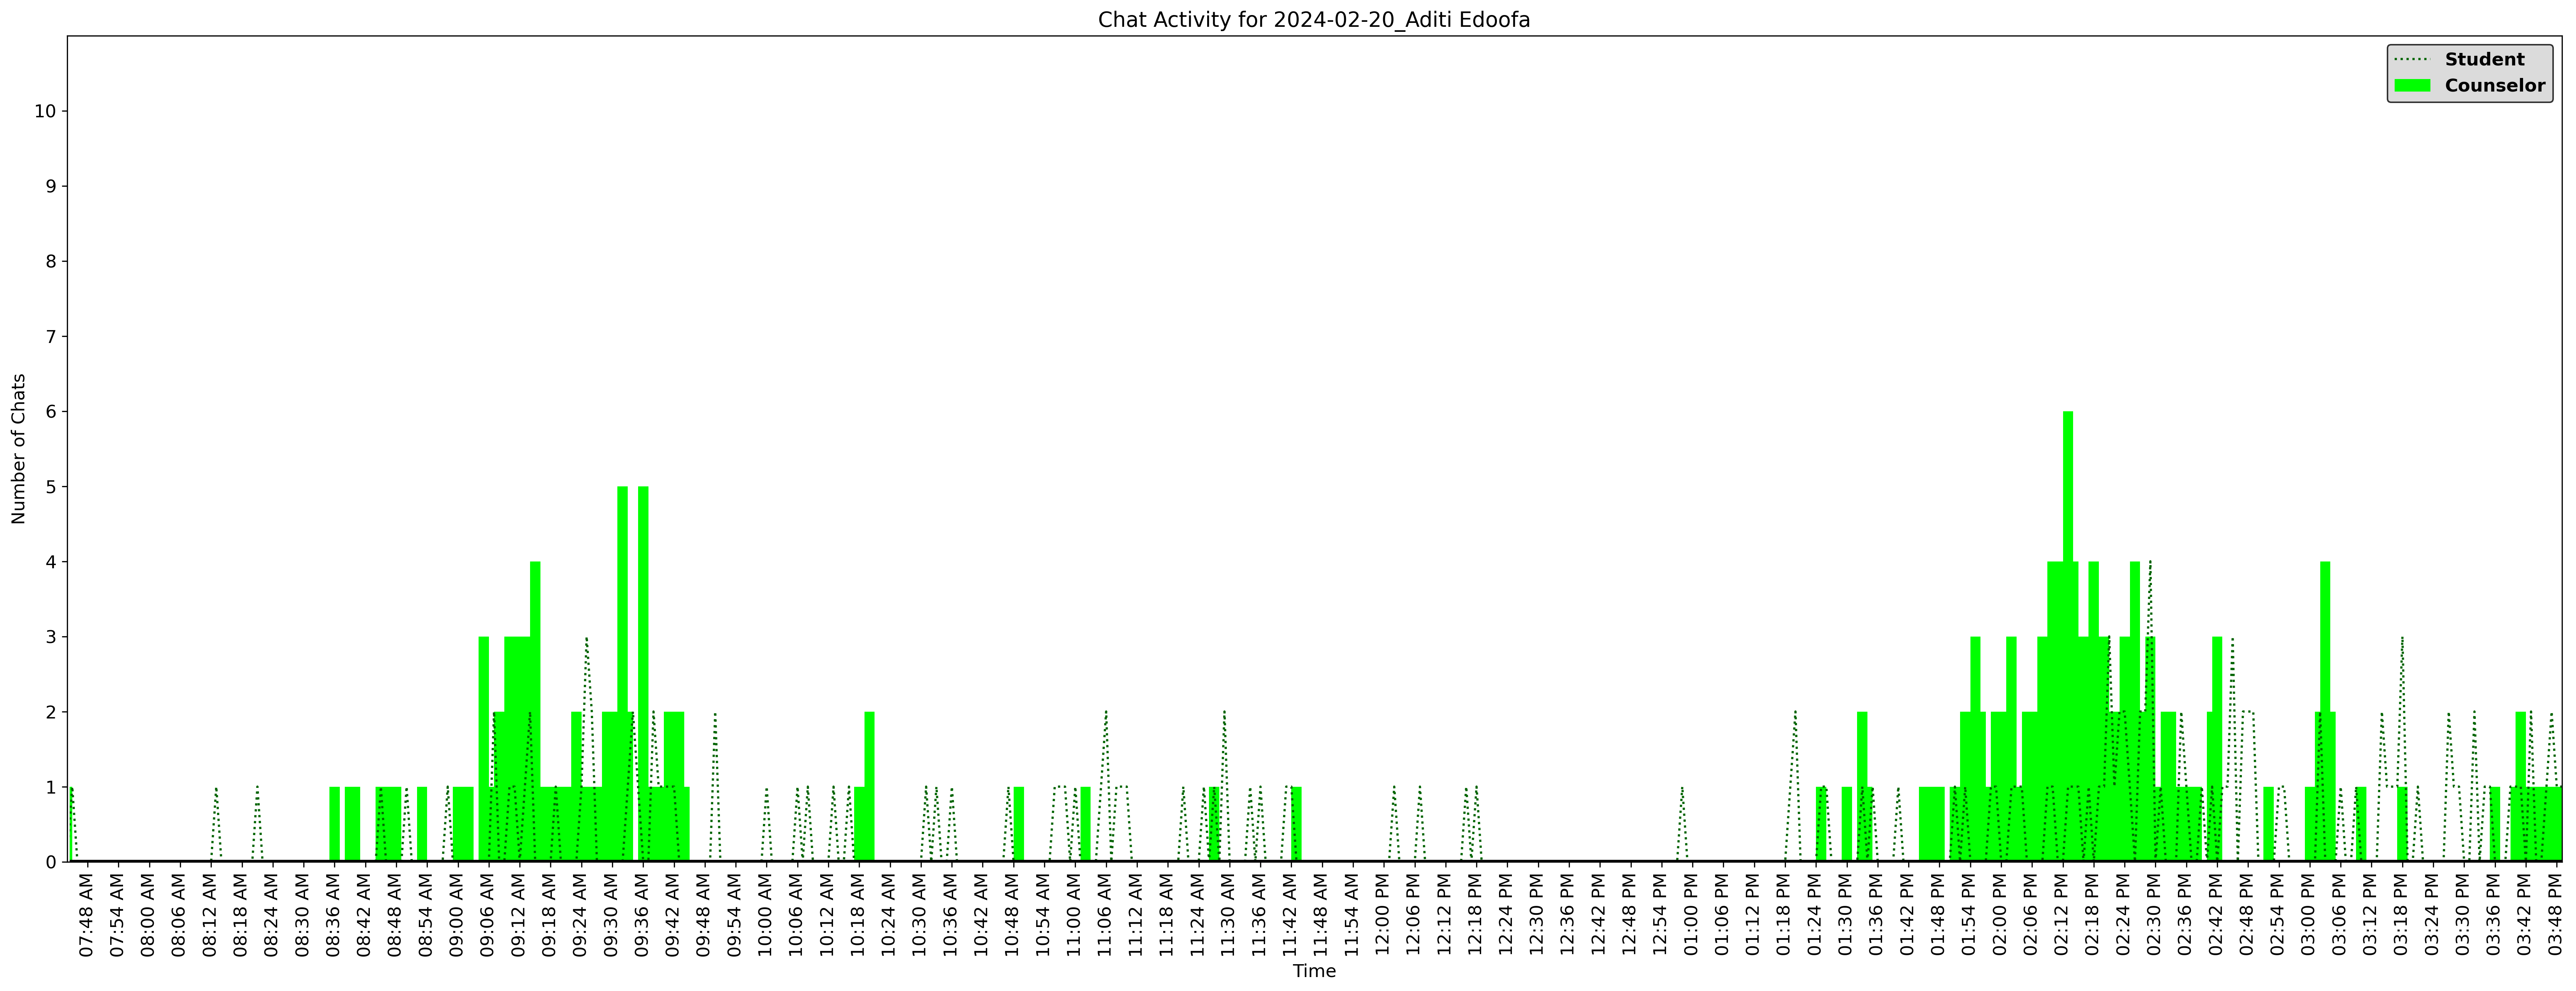 Chat Activity for 2024-02-20_Aditi Edoofa
Student
Counselor
Number of Chats
10
9
8
7
6
5
4
3
2
1
0
07:48 AM
07:54 AM
08:00 AM
08:06 AM
08:12 AM
08:18 AM
08:24 AM
08:30 AM
08:36 AM
08:42 AM
08:48 AM
08:54 AM
09:00 AM
09:06 AM
09:12 AM
09:18 AM
09:24 AM
09:30 AM
09:36 AM
09:42 AM
09:48 AM
09:54 AM
10:00 AM
10:06 AM
10:12 AM
10:18 AM
10:24 AM
10:30 AM
10:36 AM
10:42 AM
10:48 AM
10:54 AM
11:00 AM
11:06 AM
11:12 AM
11:18 AM
11:24 AM
11:30 AM
11:36 AM
11:42 AM
11:48 AM
11:54 AM
12:00 PM
12:06 PM
12:12 PM
12:18 PM
12:24 PM
12:30 PM
12:36 PM
12:42 PM
12:48 PM
12:54 PM
01:00 PM
01:06 PM
01:12 PM
01:18 PM
01:24 PM
01:30 PM
01:36 PM
01:42 PM
01:48 PM
01:54 PM
02:00 PM
02:06 PM
02:12 PM
02:18 PM
02:24 PM
02:30 PM
02:36 PM
02:42 PM
02:48 PM
02:54 PM
03:00 PM
03:06 PM
03:12 PM
03:18 PM
03:24 PM
03:30 PM
03:36 PM
03:42 PM
03:48 PM
Time